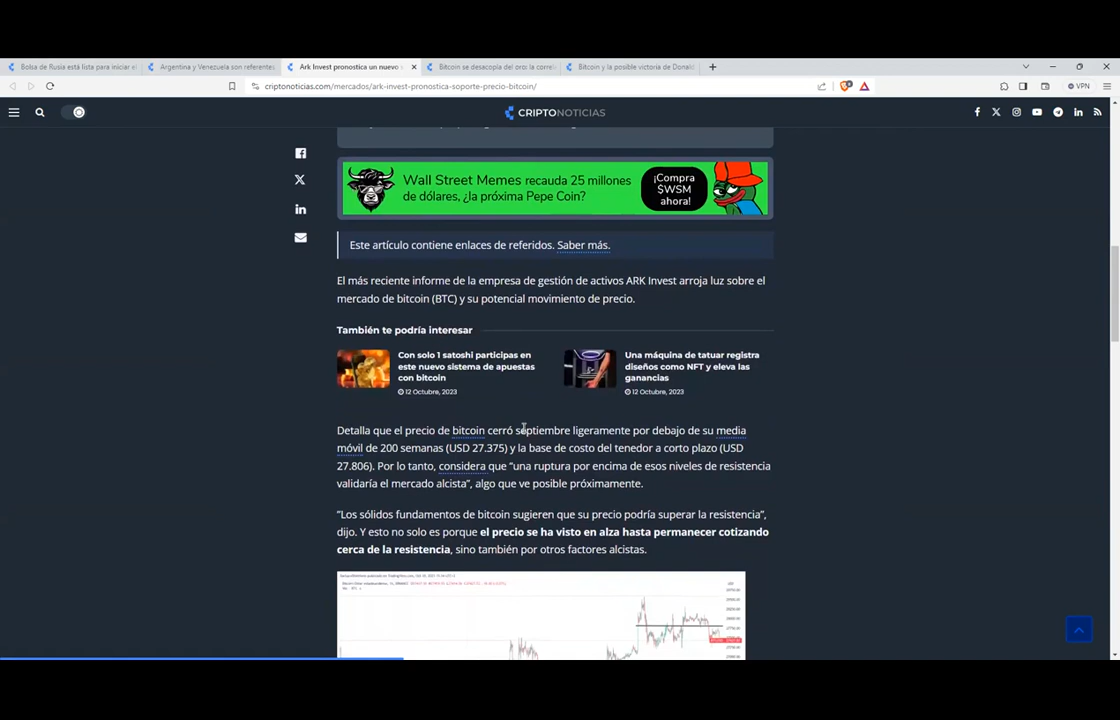 Bolsa de Rusia está lista para iniciar el
Argentina y Venezuela son referentes
Ark Invest pronostica un nuevo
Bitcoin se desacopla del oro: la correl
Bitcoin y la posible victoria de Donald
criptonoticias.com/mercados/ark-invest-pronostica-soporte-precio-bitcoin/
VPN
CRIPTONOTICIAS
Wall Street Memes recauda 25 millones
de dólares, ¿la próxima Pepe Coin?
¡Compra
$WSM
ahora!
Este artículo contiene enlaces de referidos. Saber más.
El más reciente informe de la empresa de gestión de activos ARK Invest arroja luz sobre el
mercado de bitcoin (BTC) y su potencial movimiento de precio.
También te podría interesar
Con solo 1 satoshi participas en
este nuevo sistema de apuestas
con bitcoin
12 Octubre, 2023
Una máquina de tatuar registra
diseños como NFT y eleva las
ganancias
12 Octubre, 2023
Detalla que el precio de bitcoin cerró septiembre ligeramente por debajo de su media
móvil de 200 semanas (USD 27.375) y la base de costo del tenedor a corto plazo (USD
27.806). Por lo tanto, considera que “una ruptura por encima de esos niveles de resistencia
validaría el mercado alcista”, algo que ve posible próximamente.
“Los sólidos fundamentos de bitcoin sugieren que su precio podría superar la resistencia”,
dijo. Y esto no solo es porque el precio se ha visto en alza hasta permanecer cotizando
cerca de la resistencia, sino también por otros factores alcistas.